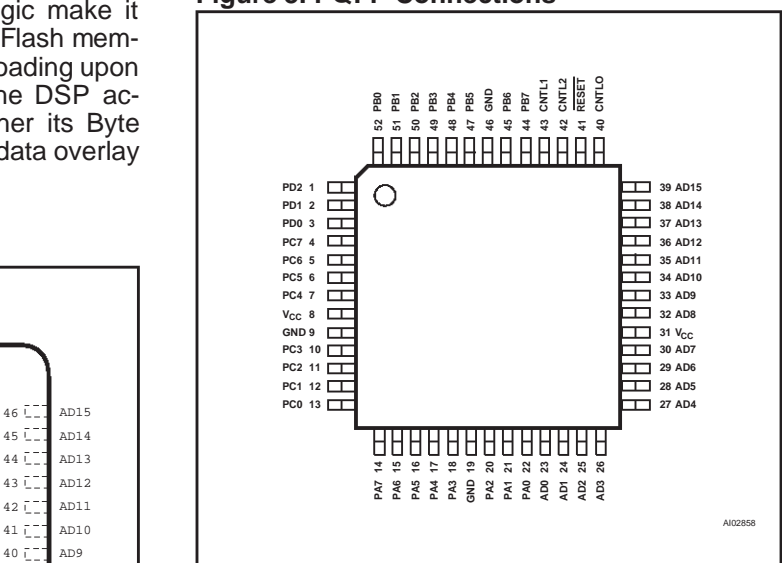 gic make it
Flash mem-
oading upon
he DSP ac-
her its Byte
data overlay
46 AD15
45 AD14
44 AD13
43 AD12
42 AD11
41 AD10
40 AD9
52 PB0
51 PB1
50 PB2
49 PB3
48 PB4
47 PB5
46 GND
45 PB6
44 PB7
43 CNTL1
42 CNTL2
41 RESET
40 CNTL0
PD2 1
PD1 2
PD0 3
PC7 4
PC6 5
PC5 6
PC4 7
VCC 8
GND 9
PC3 10
PC2 11
PC1 12
PC0 13
39 AD15
38 AD14
37 AD13
36 AD12
35 AD11
34 AD10
33 AD9
32 AD8
31 VCC
30 AD7
29 AD6
28 AD5
27 AD4
PA7 14
PA6 15
PA5 16
PA4 17
PA3 18
GND 19
PA2 20
PA1 21
PA0 22
AD0 23
AD1 24
AD2 25
AD3 26
AI02858